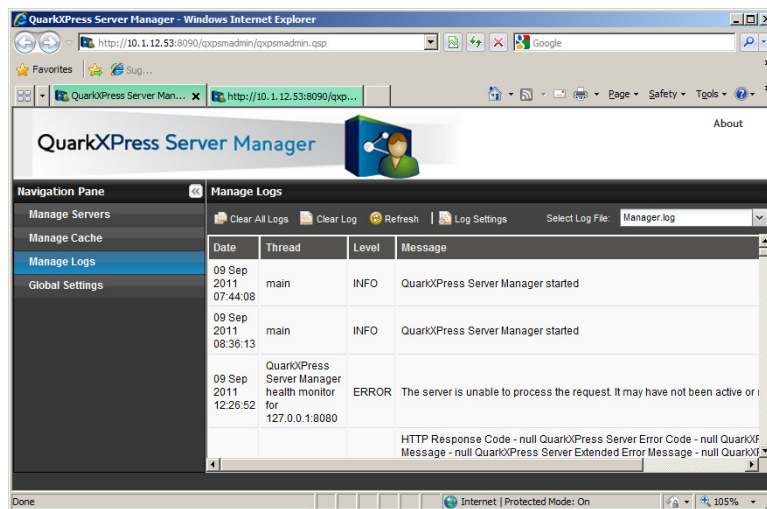 QuarkXPress Server Manager - Windows Internet Explorer
http://10.1.12.53:8090/qxpsmadmin/qxpsmadmin.qsp
Google
Favorites
Sug...
QuarkXPress Server Man...
http://10.1.12.53:8090/qxp...
Page
Safety
Tools
About
QuarkXPress Server Manager
Navigation Pane
Manage Servers
Manage Cache
Manage Logs
Global Settings
Manage Logs
Clear All Logs
Clear Log
Refresh
Log Settings
Select Log File:
Manager.log
Date Thread Level Message
09 Sep
2011
07:44:08
main
INFO
QuarkXPress Server Manager started
09 Sep
2011
08:36:13
main
INFO
QuarkXPress Server Manager started
09 Sep
2011
12:26:52
QuarkXPress
Server Manager
health monitor
for
127.0.0.1:8080
ERROR
The server is unable to process the request. It may have not been active or
HTTP Response Code - null QuarkXPress Server Error Code - null
Message - null QuarkXPress Server Extended Error Message - null
Done
Internet | Protected Mode: On
105%